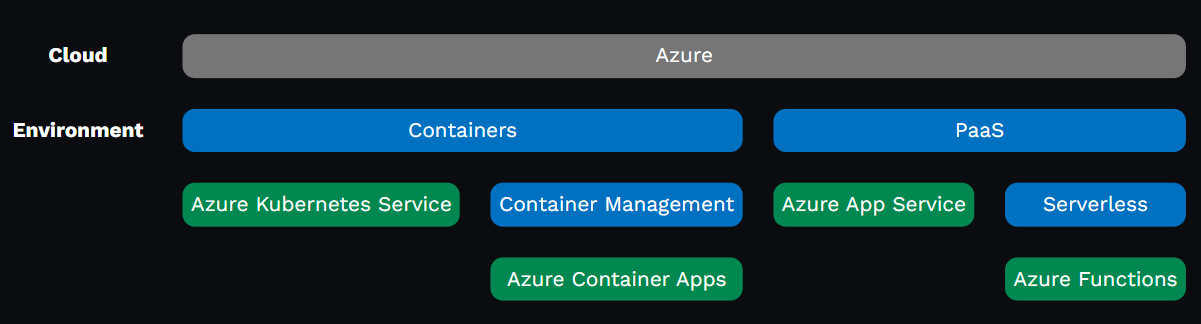 Cloud
Azure
Environment
Containers
PaaS
Azure Kubernetes Service
Container Management
Azure App Service
Serverless
Azure Container Apps
Azure Functions